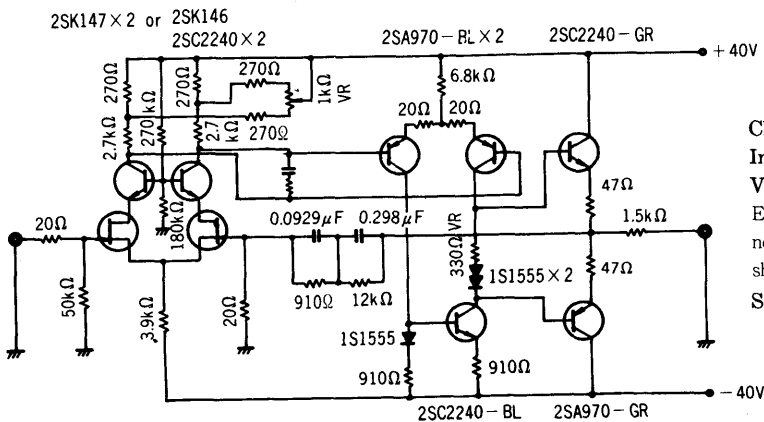 2SK147×2 or 2SK146
2SC2240×2
2SA970-BL×2
2SC2240-GR
+40V
270Ω
270Ω
270Ω
1kΩ
VR
6.8kΩ
20Ω
20Ω
2.7kΩ
270kΩ
2.7
kΩ
270Ω
47Ω
20Ω
180kΩ
0.0929μF
0.298μF
330Ω VR
1.5kΩ
1S1555×2
47Ω
50kΩ
3.9kΩ
20Ω
910Ω
12kΩ
1S1555
910Ω
910Ω
-40V
2SC2240-BL
2SA970-GR
In
V
E
sh
S